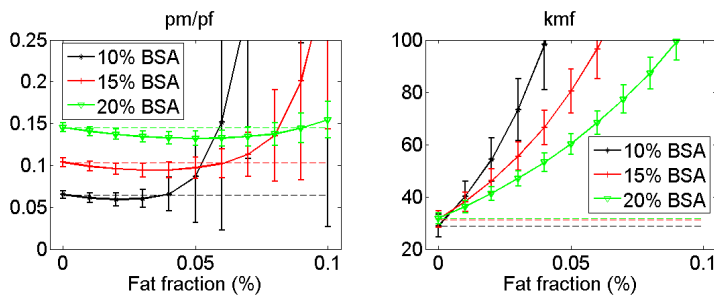 pm/pf
0.25
0.2
0.15
0.1
0.05
0
10% BSA
15% BSA
20% BSA
0
0.05
0.1
Fat fraction (%)
kmf
100
80
60
40
20
10% BSA
15% BSA
20% BSA
0
0.05
0.1
Fat fraction (%)